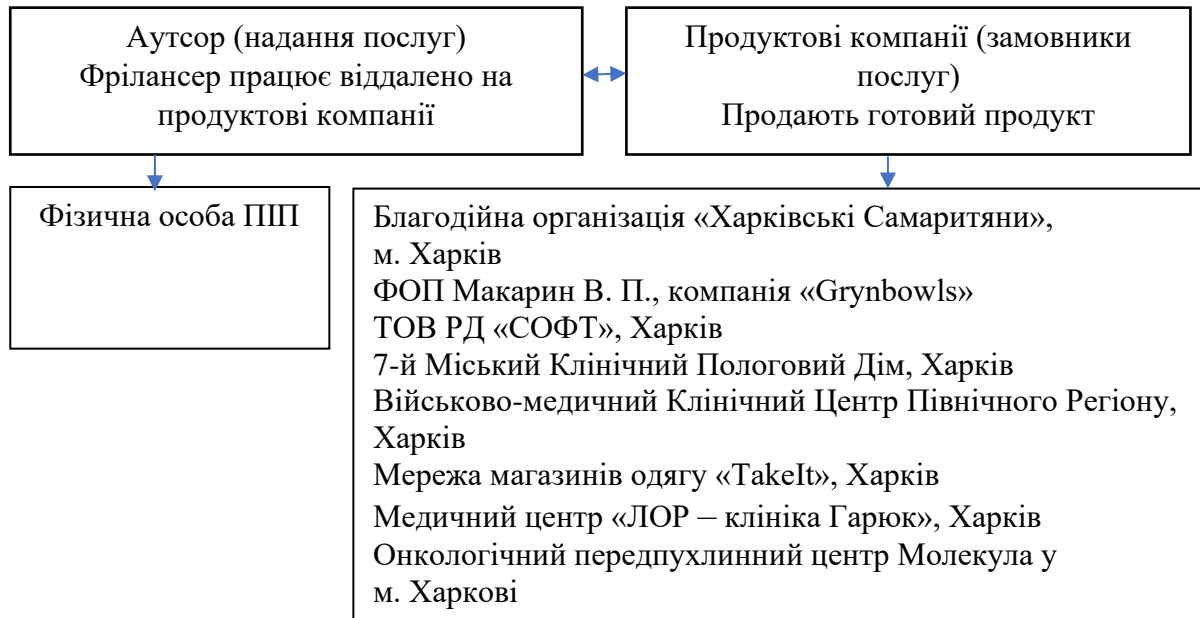 Аутсор (надання послуг)
Фрілансер працює віддалено на
продуктові компанії
Продуктові компанії (замовники
послуг)
Продають готовий продукт
Фізична особа ПІП
Благодійна організація «Харківські Самаритяни»,
м. Харків
ФОП Макарин В. П., компанія «Grynbowls»
ТОВ РД «СОФТ», Харків
7-й Міський Клінічний Пологовий Дім, Харків
Військово-медичний Клінічний Центр Північного Регіону,
Харків
Мережа магазинів одягу «TakeIt», Харків
Медичний центр «ЛОР – клініка Гарюк», Харків
Онкологічний передпухлинний центр Молекула у
м. Харкові